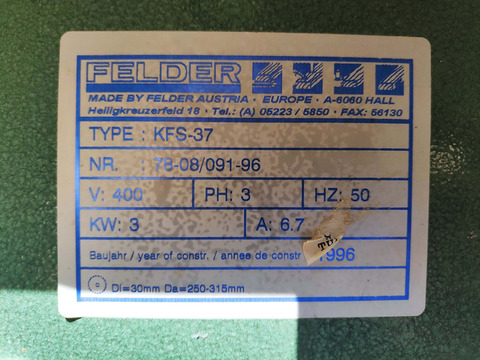 FELDER
MADE BY FELDER AUSTRIA · EUROPE · A-6060 HALL
Heiligkreuzerfeld 18 · Tel.: (A) 05223 / 5850 · FAX: 56130
TYPE : KFS-37
NR. : 78-08/091-96
V: 400 PH: 3 HZ: 50
KW: 3 A: 6.7
Baujahr / year of constr. / annee de constr 1996
Di=30mm Da=250-315mm